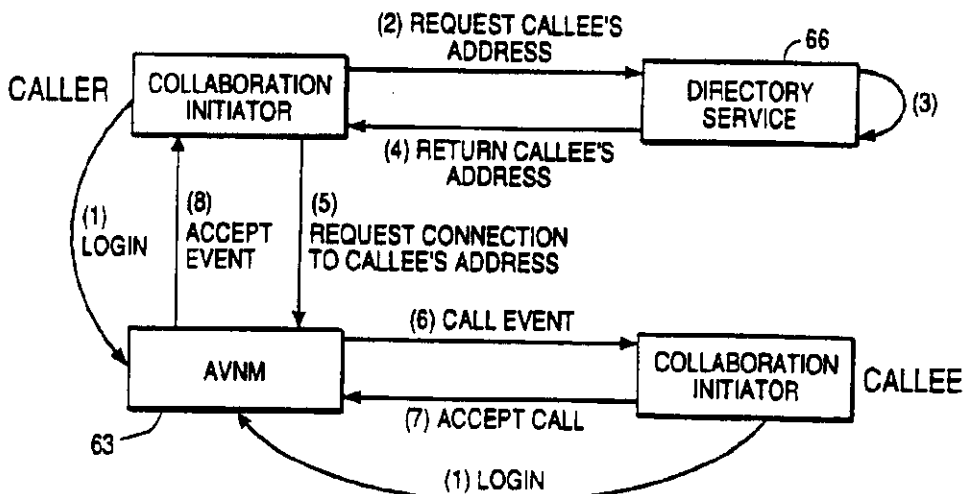 (2) REQUEST CALLEE'S
ADDRESS
66
CALLER
COLLABORATION
INITIATOR
DIRECTORY
SERVICE
(3)
(4) RETURN CALLEE'S
ADDRESS
(1)
LOGIN
(8)
ACCEPT
EVENT
(5)
REQUEST CONNECTION
TO CALLEE'S ADDRESS
(6) CALL EVENT
AVNM
COLLABORATION
INITIATOR
CALLEE
(7) ACCEPT CALL
63
(1) LOGIN